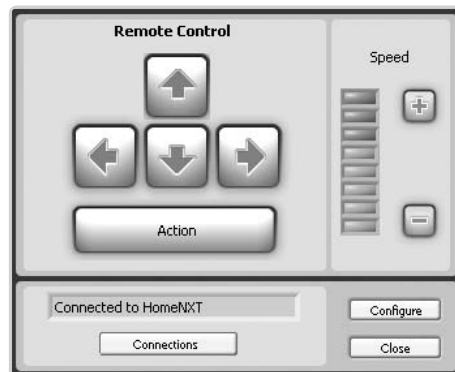 Remote Control
Speed
Action
Connected to HomeNXT
Configure
Connections
Close